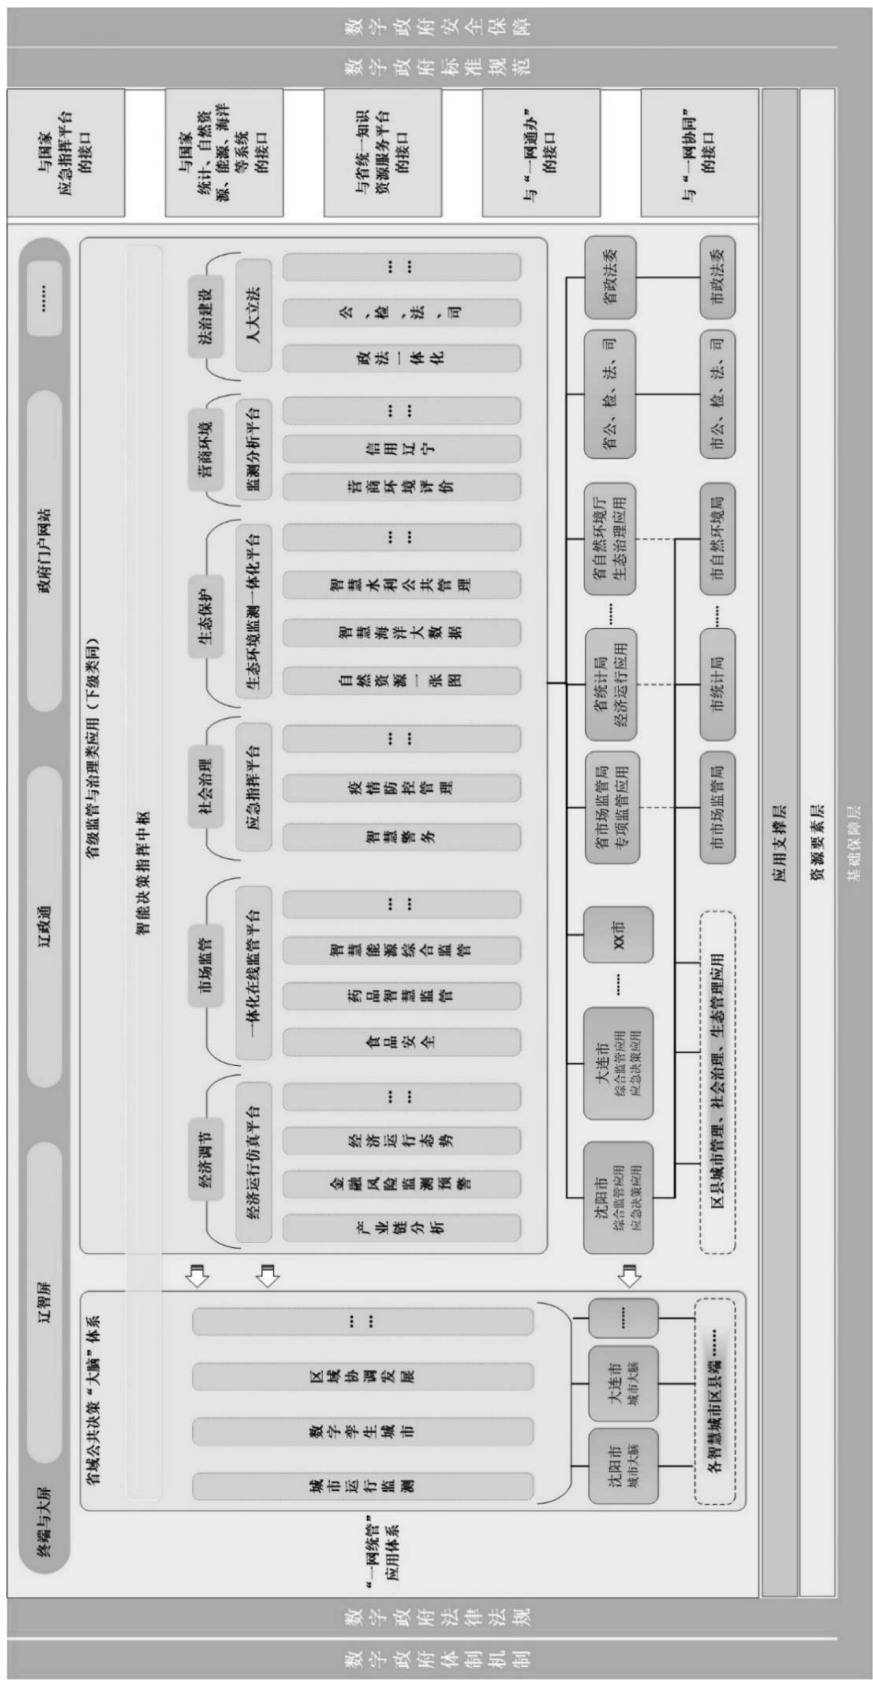 数字政府体制机制
数字政府法律法规
终端与大屏
辽智屏
辽政通
政府门户网站
……
“一网统管”
应用体系
省域公共决策“大脑”体系
省级监管与治理类应用（下级类同）
智能决策指挥中枢
城市运行监测
数字孪生城市
区域协调发展
……
沈阳市
城市大脑
大连市
城市大脑
……
各智慧城市区县端……
经济调节
经济运行仿真平台
产业链分析
金融风险监测预警
经济运行态势
……
市场监管
一体化在线监管平台
食品安全
药品智慧监管
智慧能源综合监管
……
社会治理
应急指挥平台
智慧警务
疫情防控管理
……
生态保护
生态环境监测一体化平台
自然资源一张图
智慧海洋大数据
智慧水利公共管理
……
营商环境
监测分析平台
营商环境评价
信用辽宁
……
法治建设
人大立法
政法一体化
公、检、法、司
……
沈阳市
综合监管应用
应急决策应用
大连市
综合监管应用
应急决策应用
……
XX市
省市场监管局
专项监管应用
省统计局
经济运行应用
……
省自然环境厅
生态治理应用
省公、检、法、司
省政法委
区县城市管理、社会治理、生态管理应用
市市场监管局
市统计局
……
市自然环境局
市公、检、法、司
市政法委
与国家
应急指挥平台
的接口
与国家
统计、自然资
源、能源、海洋
等系统
的接口
与省统一知识
资源服务平台
的接口
与“一网通办”
的接口
与“一网协同”
的接口
应用支撑层
资源要素层
基础保障层
数字政府标准规范
数字政府安全保障